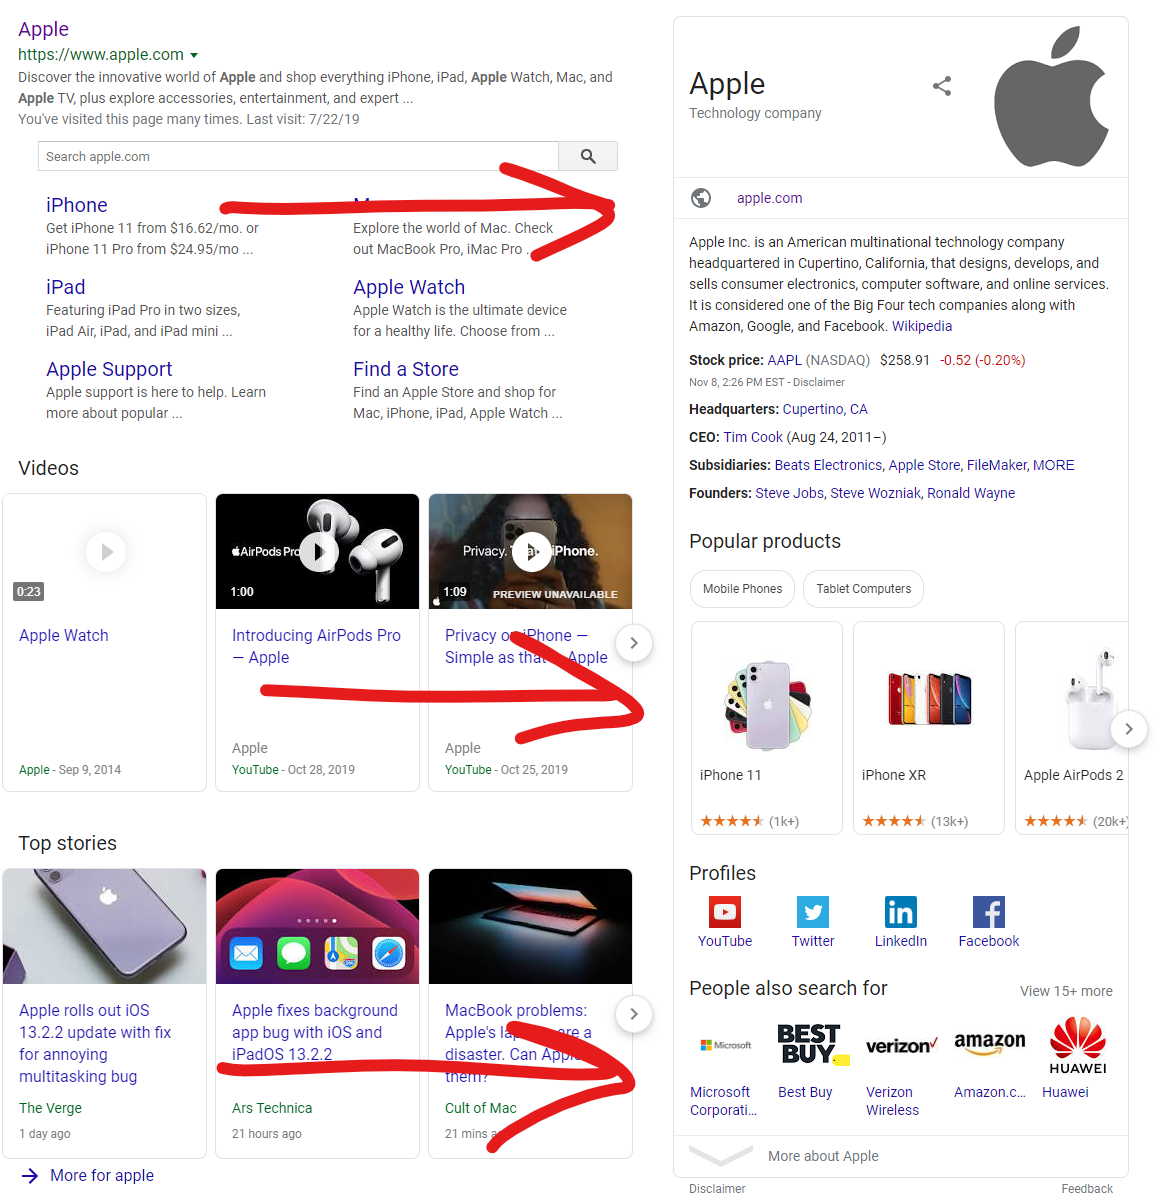 Apple
https://www.apple.com
Discover the innovative world of Apple and shop everything iPhone, iPad, Apple Watch, Mac, and
Apple TV, plus explore accessories, entertainment, and expert ...
You've visited this page many times. Last visit: 7/22/19
Search apple.com
iPhone
Get iPhone 11 from $16.62/mo. or
iPhone 11 Pro from $24.95/mo ...
Explore the world of Mac. Check
out MacBook Pro, iMac Pro ...
iPad
Featuring iPad Pro in two sizes,
iPad Air, iPad, and iPad mini ...
Apple Watch
Apple Watch is the ultimate device
for a healthy life. Choose from ...
Apple Support
Apple support is here to help. Learn
more about popular ...
Find a Store
Find an Apple Store and shop for
Mac, iPhone, iPad, Apple Watch ...
Videos
0:23
Apple Watch
Apple - Sep 9, 2014
AirPods Pro
1:00
Introducing AirPods Pro
— Apple
Apple
YouTube - Oct 28, 2019
Privacy. iPhone.
1:09
PREVIEW UNAVAILABLE
Privacy on iPhone —
Simple as that — Apple
Apple
YouTube - Oct 25, 2019
Top stories
Apple rolls out iOS
13.2.2 update with fix
for annoying
multitasking bug
The Verge
1 day ago
Apple fixes background
app bug with iOS and
iPadOS 13.2.2
Ars Technica
21 hours ago
MacBook problems:
Apple's laptops are a
disaster. Can Apple
them?
Cult of Mac
21 mins ago
More for apple
Apple
Technology company
apple.com
Apple Inc. is an American multinational technology company
headquartered in Cupertino, California, that designs, develops, and
sells consumer electronics, computer software, and online services.
It is considered one of the Big Four tech companies along with
Amazon, Google, and Facebook. Wikipedia
Stock price: AAPL (NASDAQ) $258.91 -0.52 (-0.20%)
Nov 8, 2:26 PM EST - Disclaimer
Headquarters: Cupertino, CA
CEO: Tim Cook (Aug 24, 2011–)
Subsidiaries: Beats Electronics, Apple Store, FileMaker, MORE
Founders: Steve Jobs, Steve Wozniak, Ronald Wayne
Popular products
Mobile Phones
Tablet Computers
iPhone 11
(1k+)
iPhone XR
(13k+)
Apple AirPods 2
(20k+)
Profiles
YouTube
Twitter
LinkedIn
Facebook
People also search for
View 15+ more
Microsoft
BEST
BUY
verizon
amazon
HUAWEI
Microsoft
Corporati...
Best Buy
Verizon
Wireless
Amazon.c...
Huawei
More about Apple
Disclaimer
Feedback